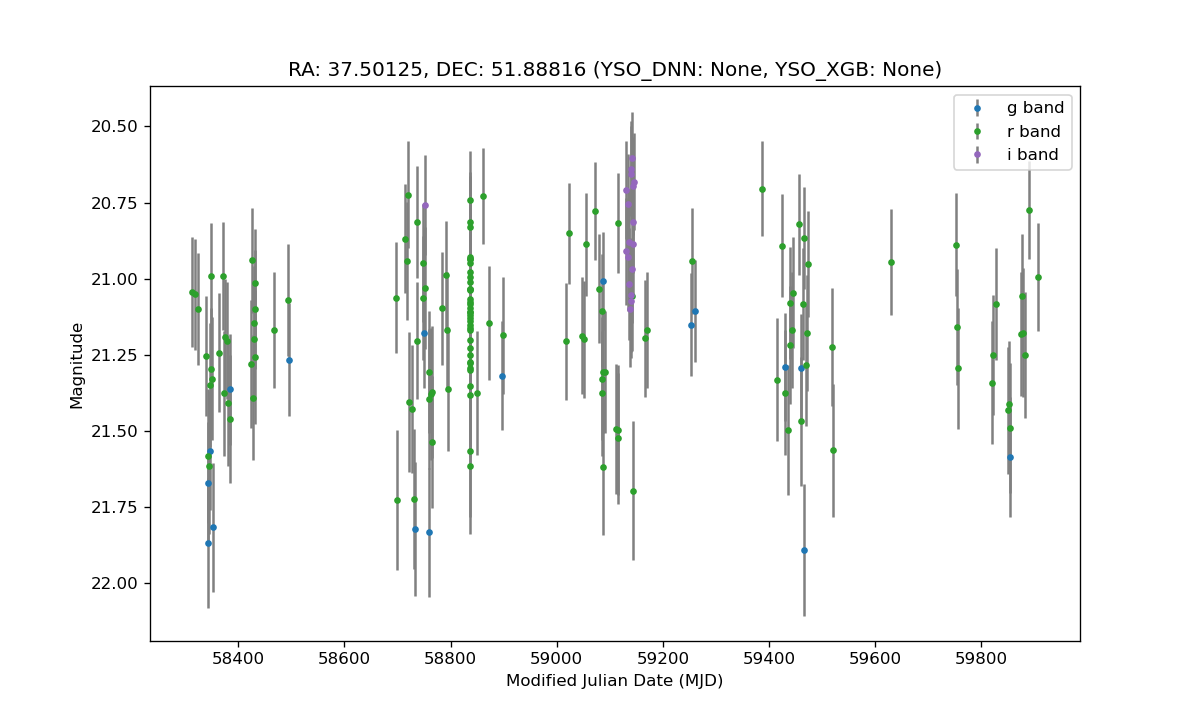 RA: 37.50125, DEC: 51.88816 (YSO_DNN: None, YSO_XGB: None)
g band
r band
i band
20.50
20.75
21.00
21.25
21.50
21.75
22.00
Magnitude
58400 58600 58800 59000 59200 59400 59600 59800
Modified Julian Date (MJD)